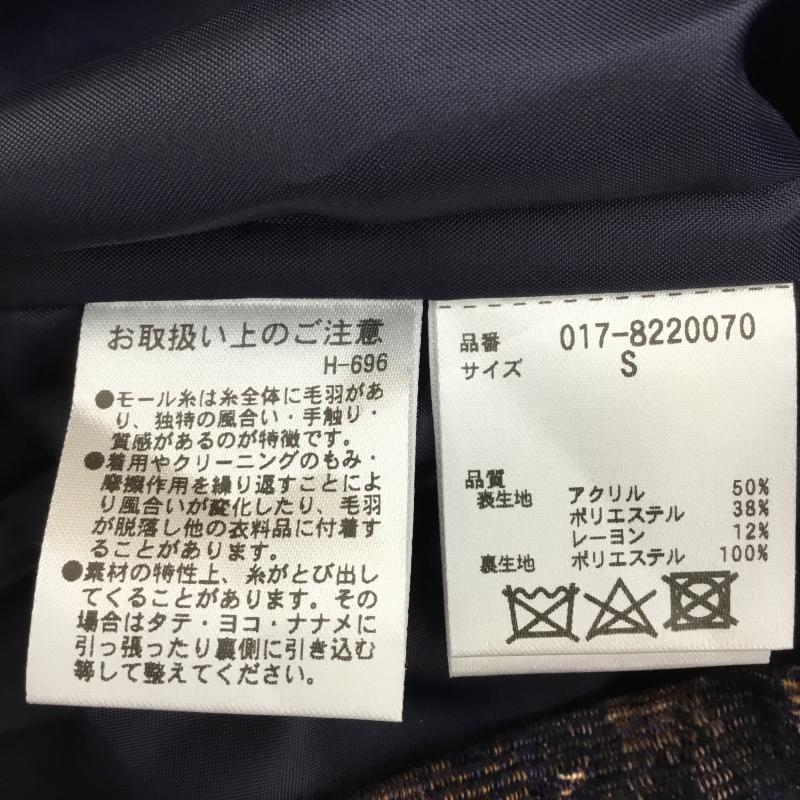 お取扱い上のご注意
H-696
●モール糸は糸全体に毛羽があ
り、独特の風合い・手触り・
質感があるのが特徴です。
●着用やクリーニングのもみ・
摩擦作用を繰り返すことによ
り風合いが変化したり、毛羽
が脱落し他の衣料品に付着す
ることがあります。
●素材の特性上、糸がとび出し
てくることがあります。その
場合はタテ・ヨコ・ナナメに
引っ張ったり裏側に引き込む
等して整えてください。
品番 017-8220070
サイズ S
品質
表生地 アクリル 50%
ポリエステル 38%
レーヨン 12%
裏生地 ポリエステル 100%